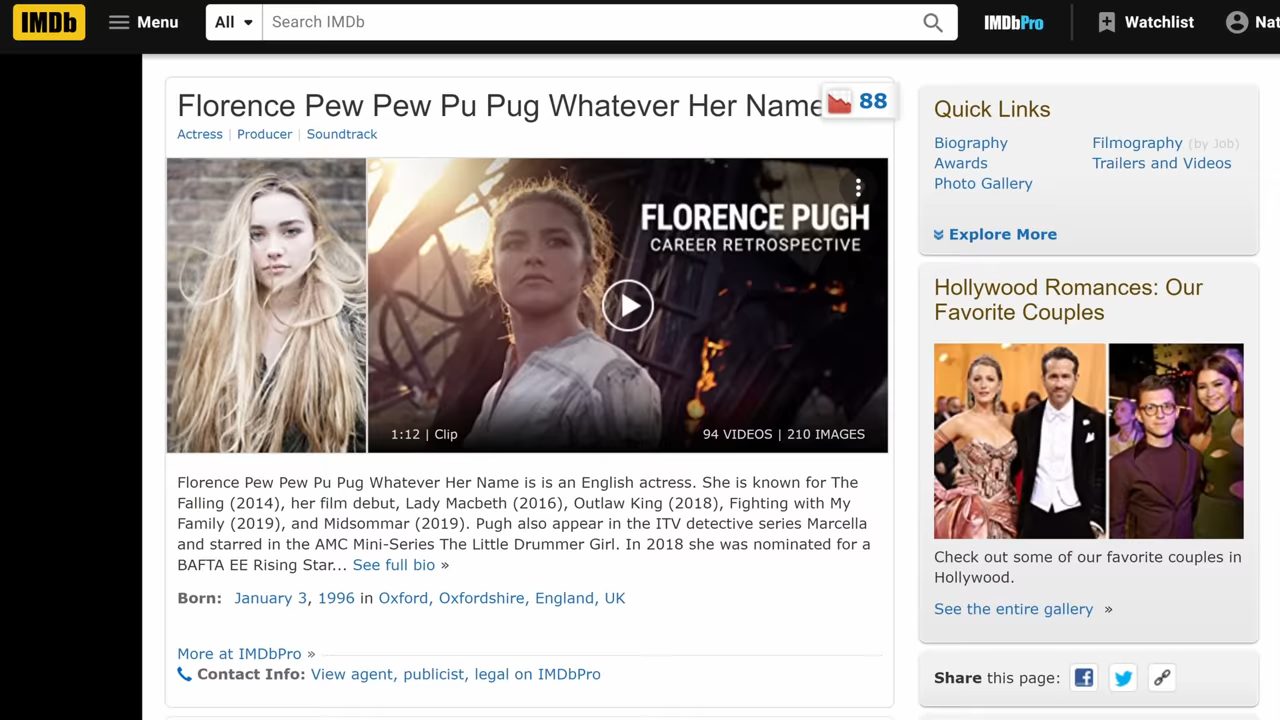 IMDb Menu All Search IMDb IMDbPro Watchlist Nat
Florence Pew Pew Pu Pug Whatever Her Name
88
Actress | Producer | Soundtrack
FLORENCE PUGH
CAREER RETROSPECTIVE
1:12 | Clip
94 VIDEOS | 210 IMAGES
Florence Pew Pew Pu Pug Whatever Her Name is is an English actress. She is known for The
Falling (2014), her film debut, Lady Macbeth (2016), Outlaw King (2018), Fighting with My
Family (2019), and Midsommar (2019). Pugh also appear in the ITV detective series Marcella
and starred in the AMC Mini-Series The Little Drummer Girl. In 2018 she was nominated for a
BAFTA EE Rising Star... See full bio »
Born: January 3, 1996 in Oxford, Oxfordshire, England, UK
More at IMDbPro »
Contact Info: View agent, publicist, legal on IMDbPro
Quick Links
Biography
Awards
Photo Gallery
Filmography (by Job)
Trailers and Videos
Explore More
Hollywood Romances: Our
Favorite Couples
Check out some of our favorite couples in
Hollywood.
See the entire gallery »
Share this page: